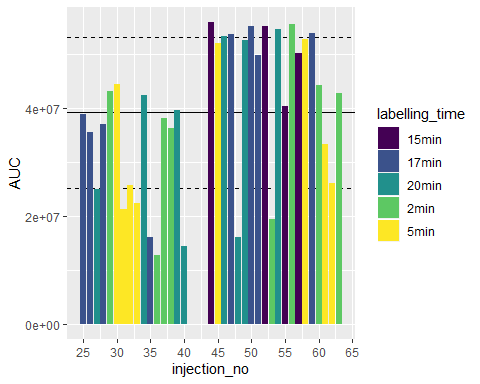 AUC
4e+07
2e+07
0e+00
25 30 35 40 45 50 55 60 65
injection_no
labelling_time
15min
17min
20min
2min
5min